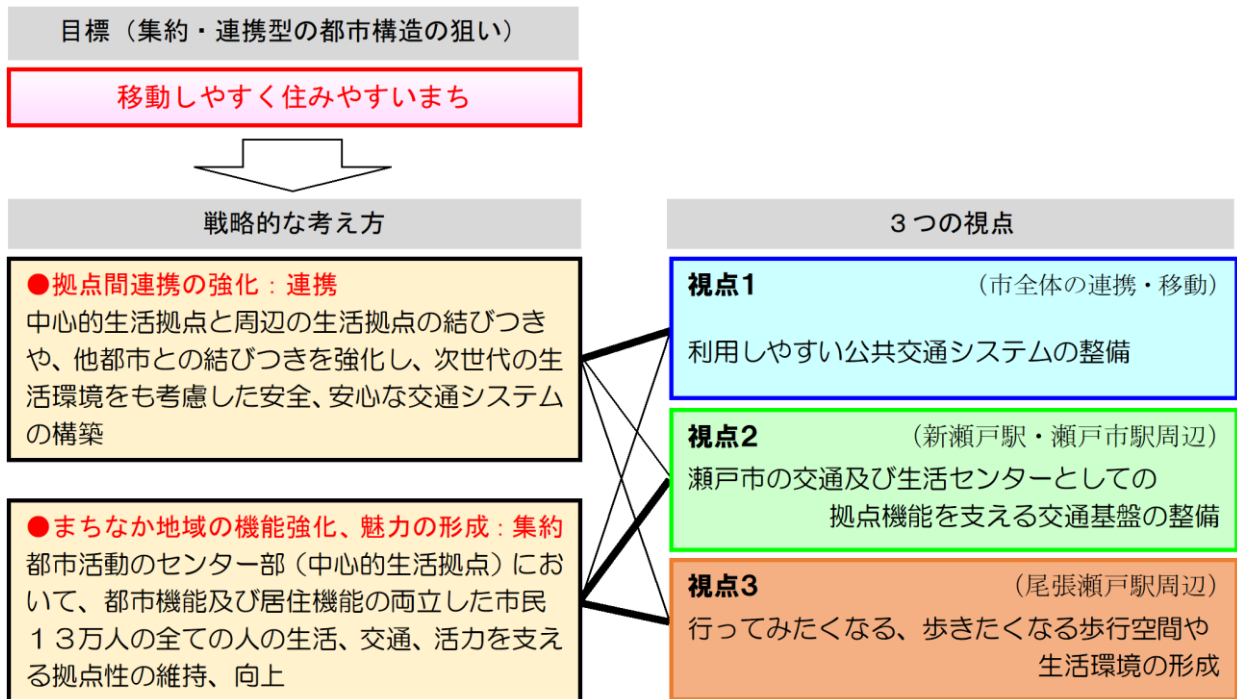 目標（集約・連携型の都市構造の狙い）
移動しやすく住みやすいまち
戦略的な考え方
●拠点間連携の強化：連携
中心的生活拠点と周辺の生活拠点の結びつき
や、他都市との結びつきを強化し、次世代の生
活環境をも考慮した安全、安心な交通システム
の構築
●まちなか地域の機能強化、魅力の形成：集約
都市活動のセンター部（中心的生活拠点）にお
いて、都市機能及び居住機能の両立した市民
１３万人の全ての人の生活、交通、活力を支え
る拠点性の維持、向上
３つの視点
視点1 （市全体の連携・移動）
利用しやすい公共交通システムの整備
視点2 （新瀬戸駅・瀬戸市駅周辺）
瀬戸市の交通及び生活センターとしての
拠点機能を支える交通基盤の整備
視点3 （尾張瀬戸駅周辺）
行ってみたくなる、歩きたくなる歩行空間や
生活環境の形成